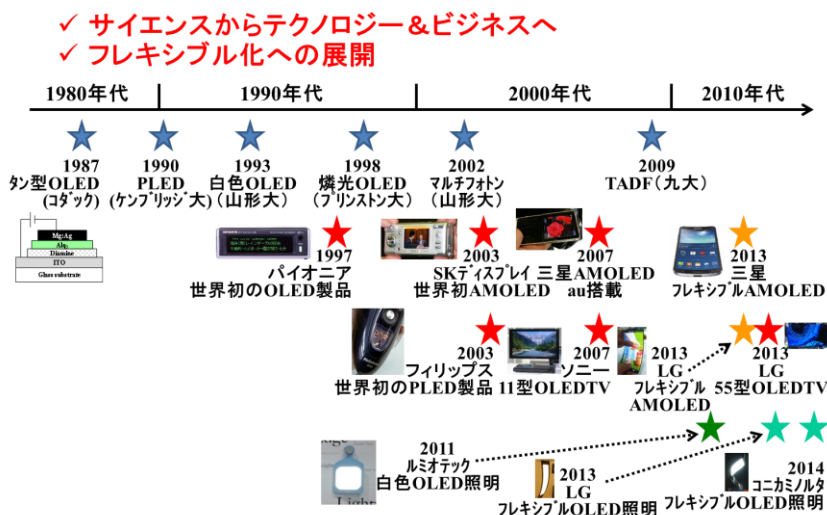 ✓ サイエンスからテクノロジー＆ビジネスへ
✓ フレキシブル化への展開
1980年代
1990年代
2000年代
2010年代
1987
タン型OLED
(コダック)
1990
PLED
(ケンブリッジ大)
1993
白色OLED
(山形大)
1998
燐光OLED
(プリンストン大)
2002
マルチフォトン
(山形大)
2009
TADF(九大)
Mg:Ag
Alq3
Diamine
ITO
Glass substrate
1997
パイオニア
世界初のOLED製品
2003
SKディスプレイ
世界初AMOLED
2007
三星AMOLED
au搭載
2013
三星
フレキシブルAMOLED
2003
フィリップス
世界初のPLED製品
2007
ソニー
11型OLEDTV
2013
LG
フレキシブル
AMOLED
2013
LG
55型OLEDTV
2011
ルミオテック
白色OLED照明
2013
LG
フレキシブルOLED照明
2014
コニカミノルタ
フレキシブルOLED照明
Light